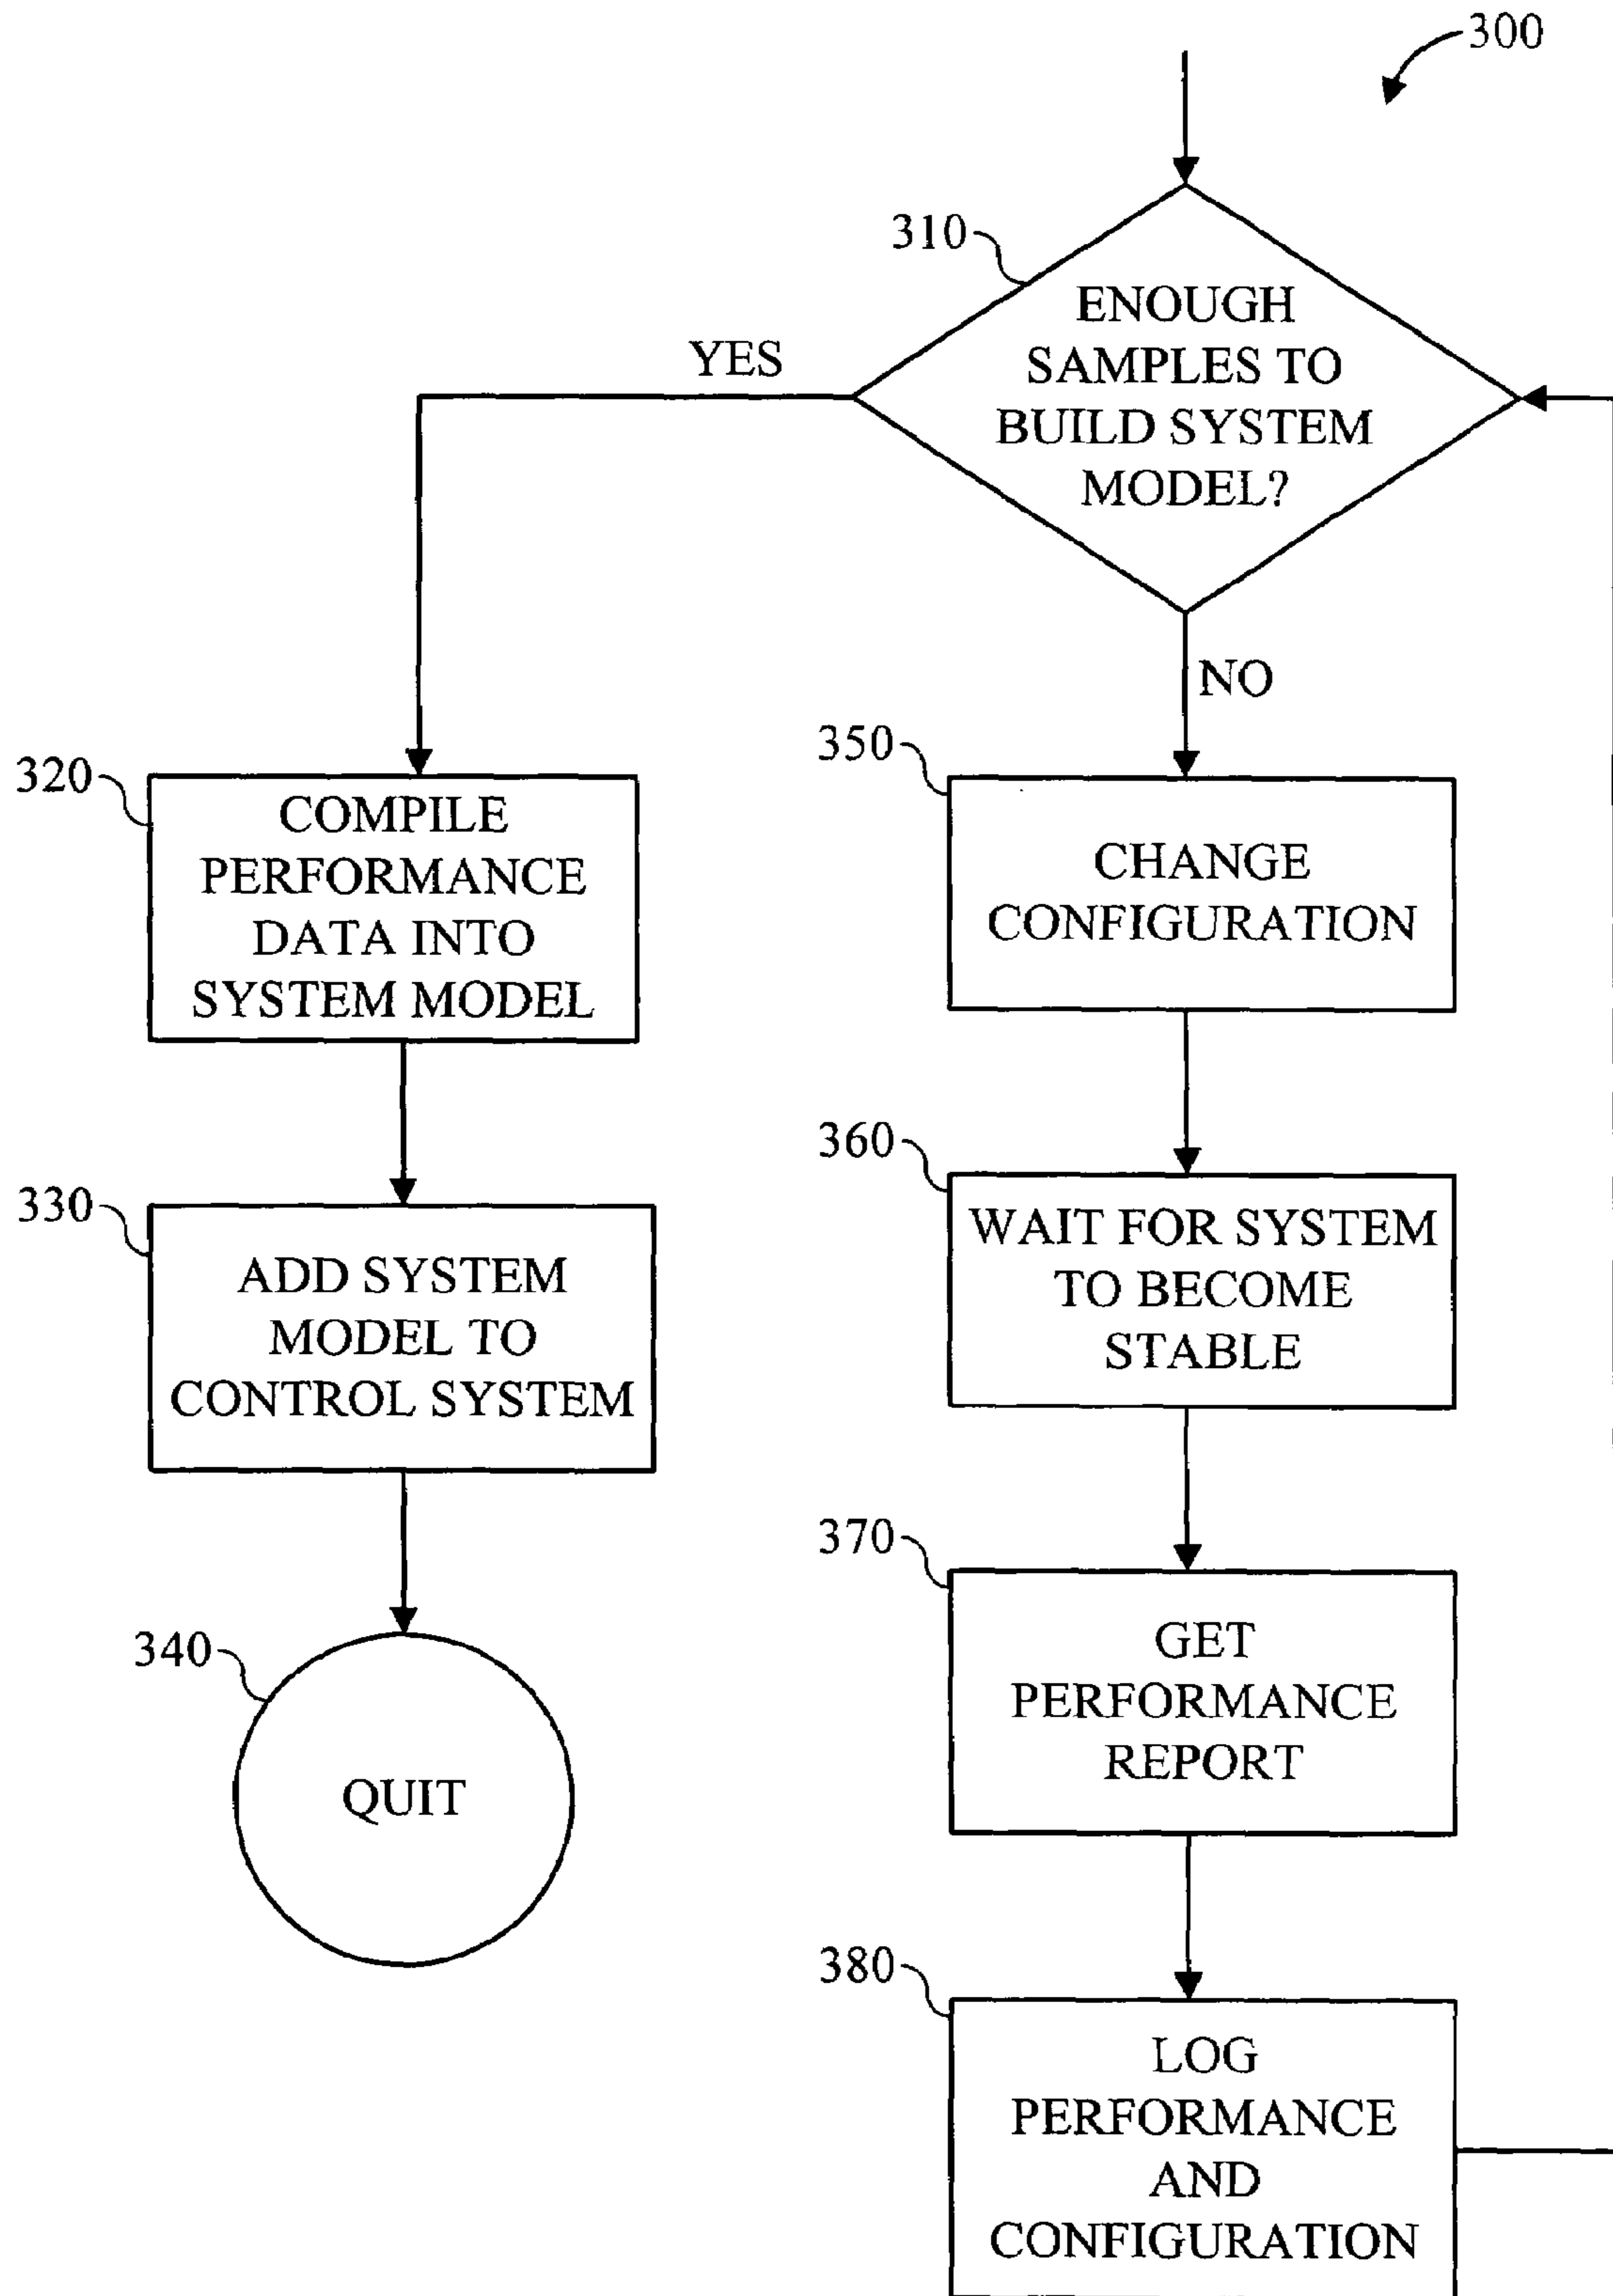 300
310
ENOUGH
SAMPLES TO
BUILD SYSTEM
MODEL?
YES
NO
320
COMPILE
PERFORMANCE
DATA INTO
SYSTEM MODEL
350
CHANGE
CONFIGURATION
360
WAIT FOR SYSTEM
TO BECOME
STABLE
330
ADD SYSTEM
MODEL TO
CONTROL SYSTEM
370
GET
PERFORMANCE
REPORT
340
QUIT
380
LOG
PERFORMANCE
AND
CONFIGURATION